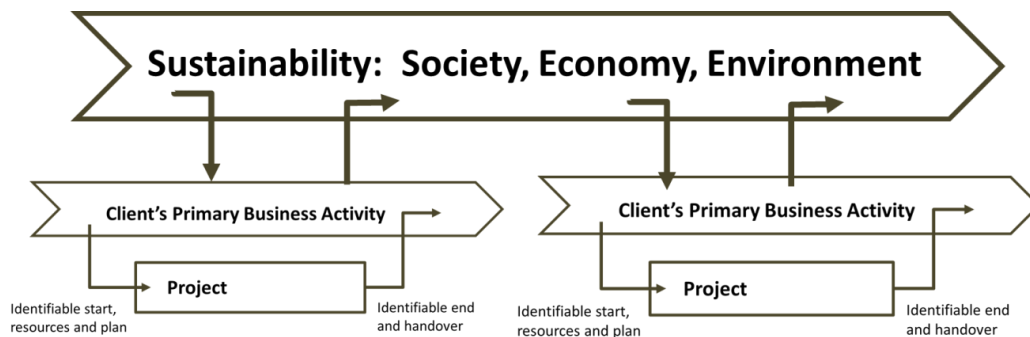 Sustainability: Society, Economy, Environment
Client's Primary Business Activity
Project
Identifiable start,
resources and plan
Identifiable end
and handover
Client's Primary Business Activity
Project
Identifiable start,
resources and plan
Identifiable end
and handover